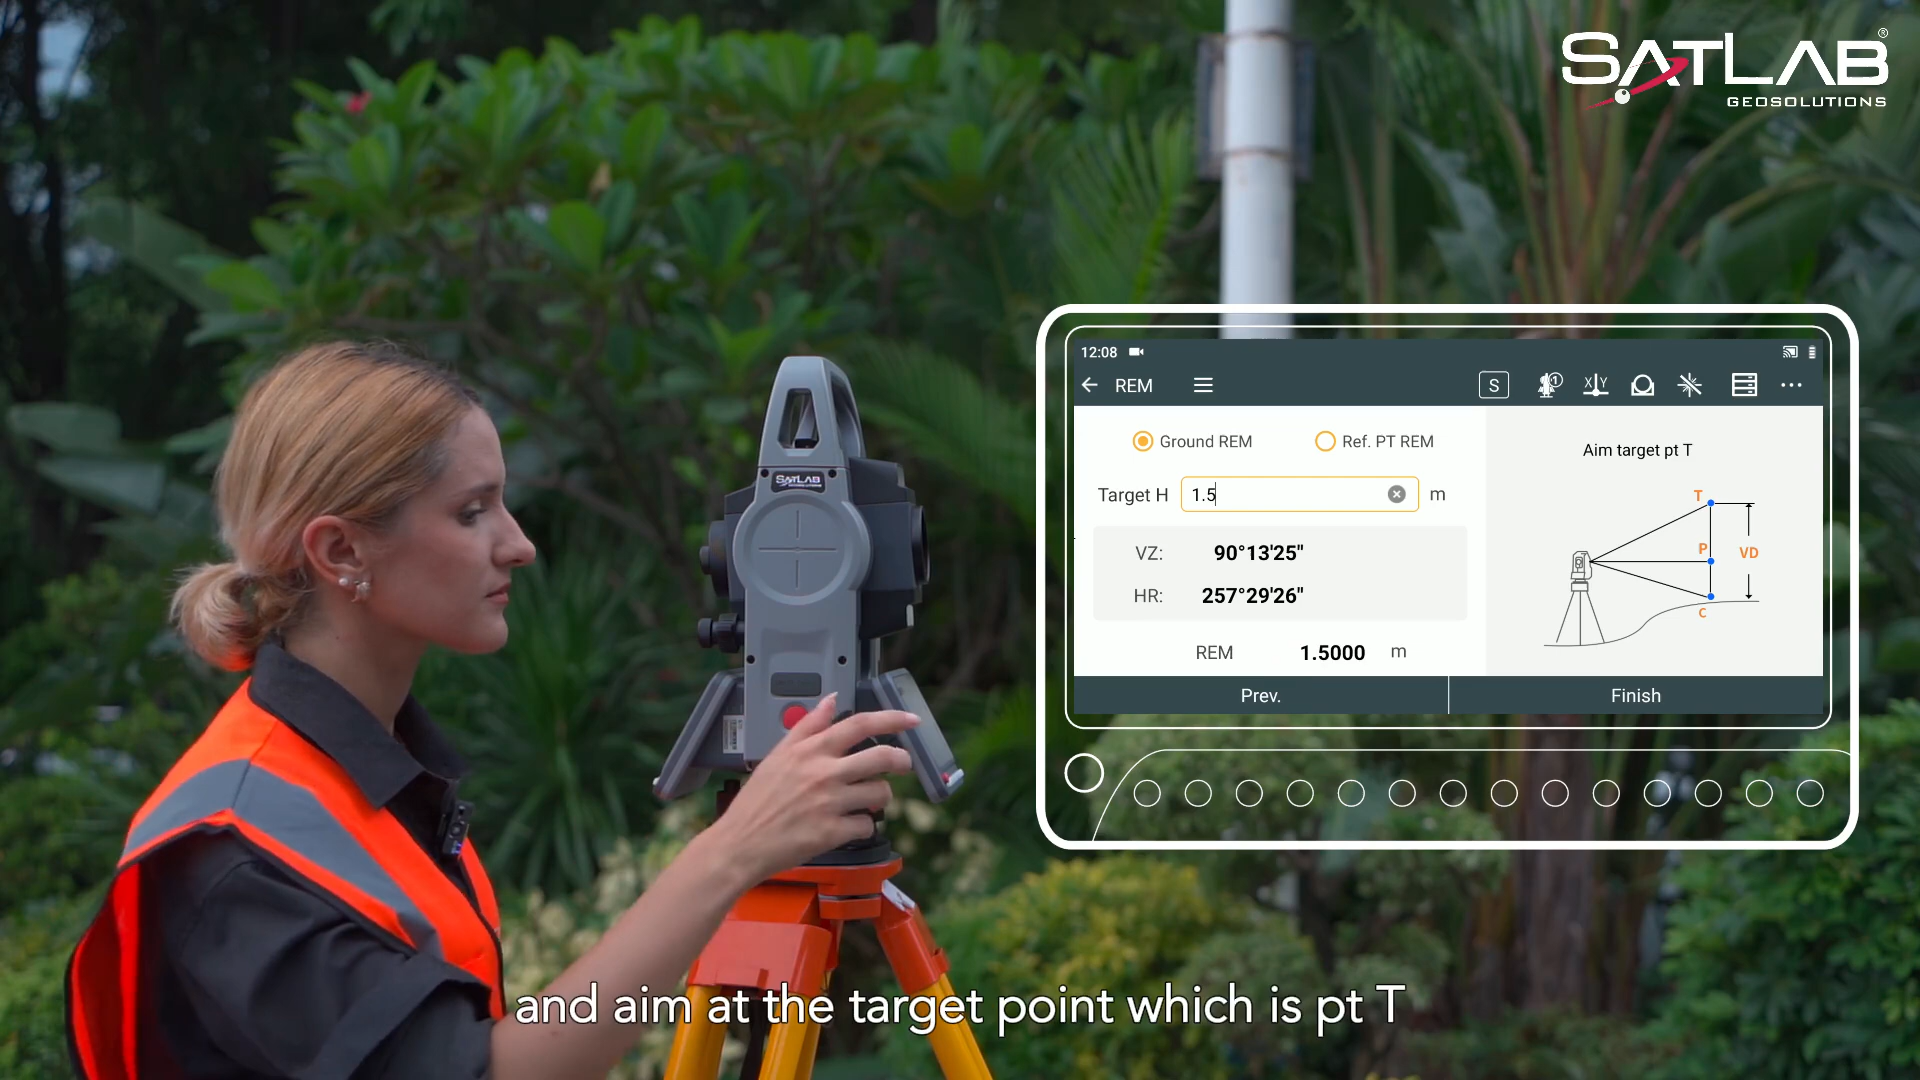 SATLAB®
GEOSOLUTIONS
12:08
REM
S
1
X Y
Ground REM
Ref. PT REM
Aim target pt T
Target H
1.5
m
VZ:
90°13'25"
HR:
257°29'26"
REM
1.5000
m
T
P
VD
C
Prev.
Finish
SATLAB
and aim at the target point which is pt T